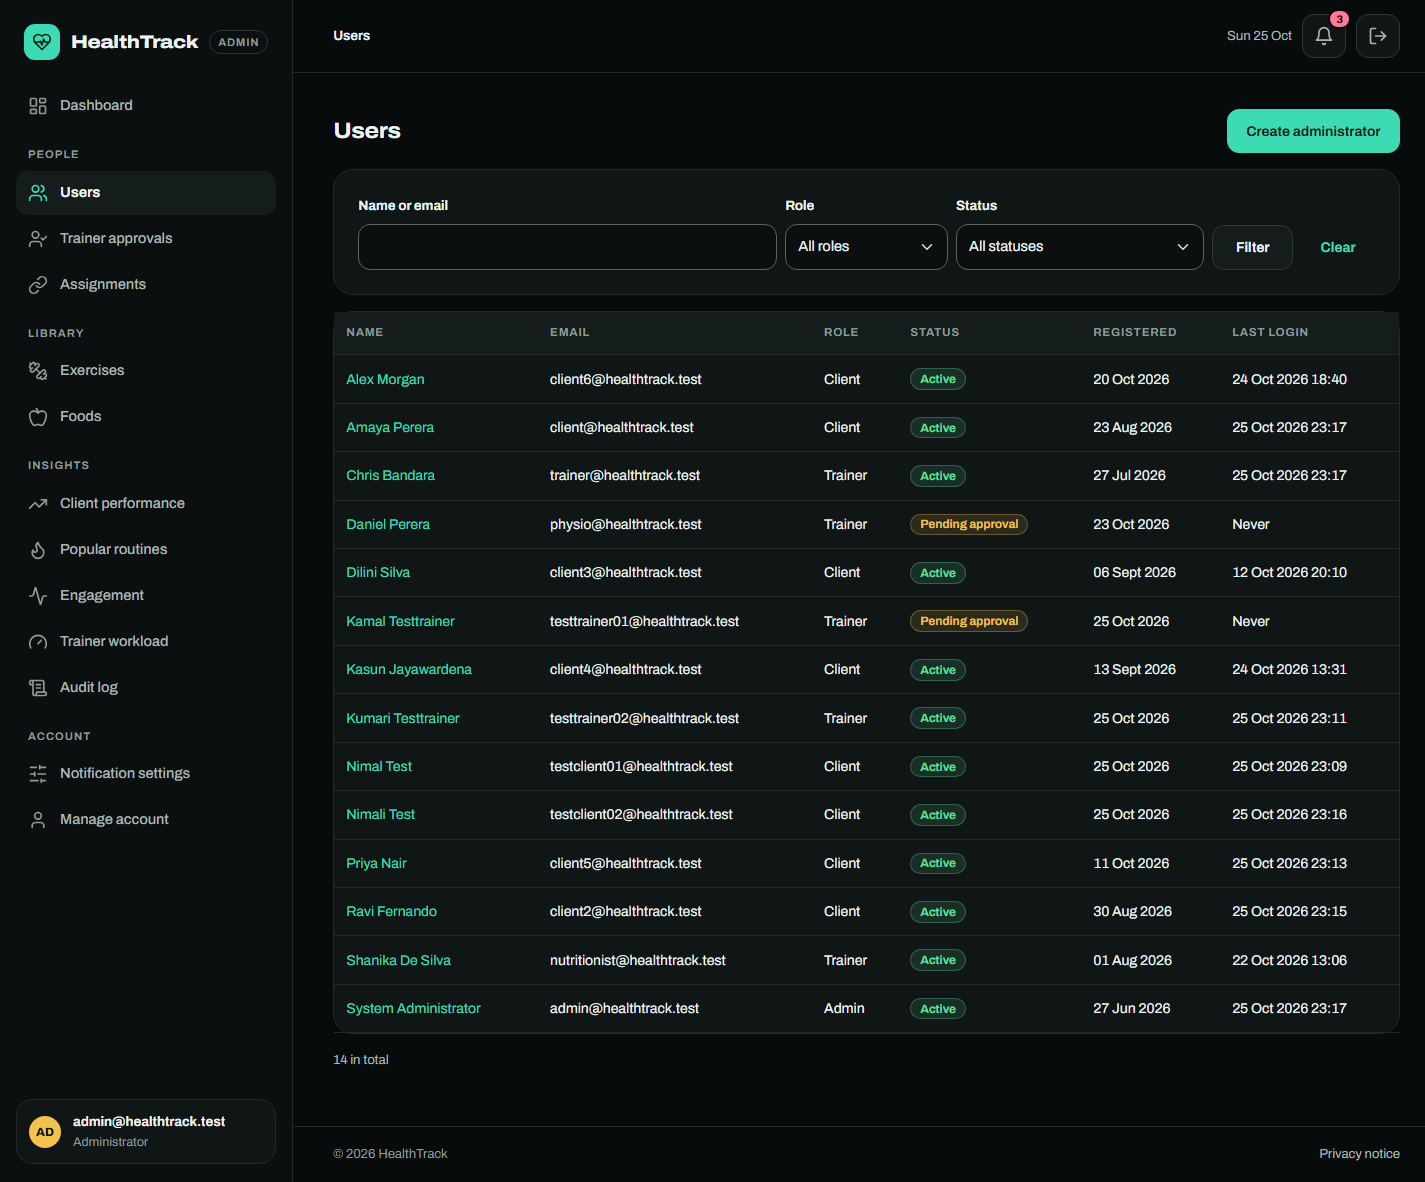 HealthTrack ADMIN
Dashboard
PEOPLE
Users
Trainer approvals
Assignments
LIBRARY
Exercises
Foods
INSIGHTS
Client performance
Popular routines
Engagement
Trainer workload
Audit log
ACCOUNT
Notification settings
Manage account
AD
admin@healthtrack.test
Administrator
Users
Sun 25 Oct
3
Users
Create administrator
Name or email
Role
Status
All roles
All statuses
Filter
Clear
NAME EMAIL ROLE STATUS REGISTERED LAST LOGIN
Alex Morgan client6@healthtrack.test Client Active 20 Oct 2026 24 Oct 2026 18:40
Amaya Perera client@healthtrack.test Client Active 23 Aug 2026 25 Oct 2026 23:17
Chris Bandara trainer@healthtrack.test Trainer Active 27 Jul 2026 25 Oct 2026 23:17
Daniel Perera physio@healthtrack.test Trainer Pending approval 23 Oct 2026 Never
Dilini Silva client3@healthtrack.test Client Active 06 Sept 2026 12 Oct 2026 20:10
Kamal Testtrainer testtrainer01@healthtrack.test Trainer Pending approval 25 Oct 2026 Never
Kasun Jayawardena client4@healthtrack.test Client Active 13 Sept 2026 24 Oct 2026 13:31
Kumari Testtrainer testtrainer02@healthtrack.test Trainer Active 25 Oct 2026 25 Oct 2026 23:11
Nimal Test testclient01@healthtrack.test Client Active 25 Oct 2026 25 Oct 2026 23:09
Nimali Test testclient02@healthtrack.test Client Active 25 Oct 2026 25 Oct 2026 23:16
Priya Nair client5@healthtrack.test Client Active 11 Oct 2026 25 Oct 2026 23:13
Ravi Fernando client2@healthtrack.test Client Active 30 Aug 2026 25 Oct 2026 23:15
Shanika De Silva nutritionist@healthtrack.test Trainer Active 01 Aug 2026 22 Oct 2026 13:06
System Administrator admin@healthtrack.test Admin Active 27 Jun 2026 25 Oct 2026 23:17
14 in total
© 2026 HealthTrack
Privacy notice